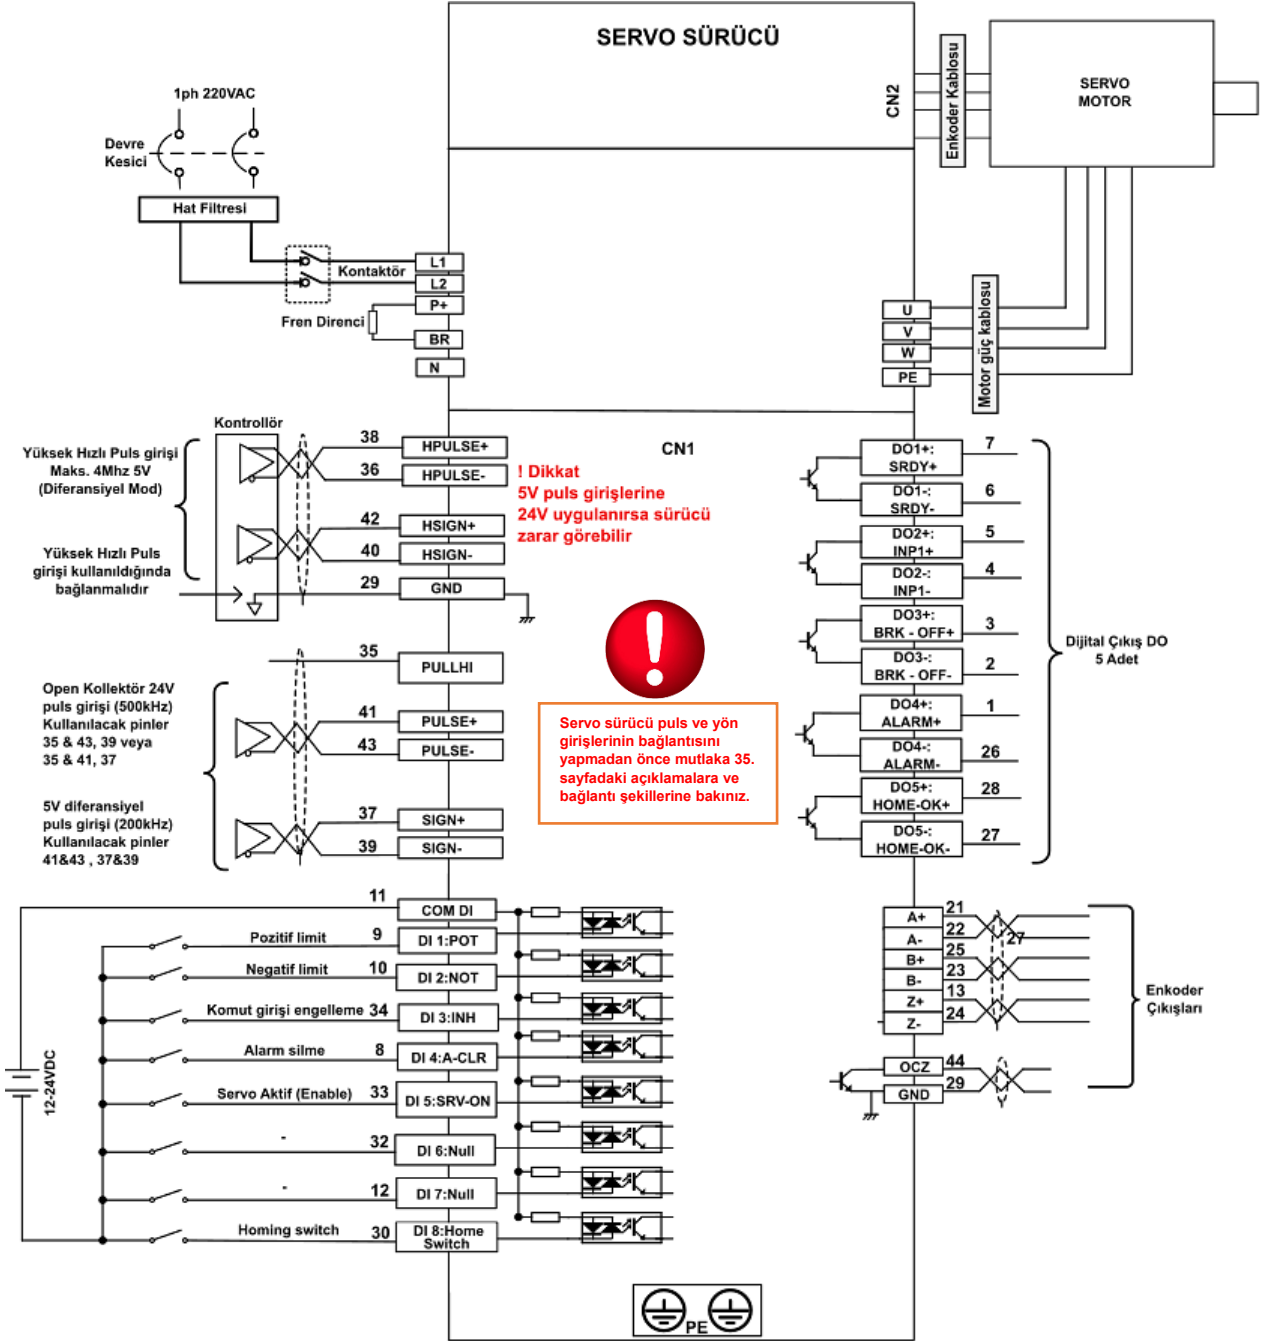 SERVO SÜRÜCÜ
CN2
Enkoder Kablosu
SERVO
MOTOR
1ph 220VAC
Devre
Kesici
Hat Filtresi
Kontaktör
L1
L2
P+
Fren Direnci
BR
N
U
V
W
PE
Motor güç kablosu
Kontrollör
CN1
Yüksek Hızlı Puls girişi
Maks. 4Mhz 5V
(Diferansiyel Mod)
38
HPULSE+
36
HPULSE-
42
HSIGN+
40
HSIGN-
29
GND
Yüksek Hızlı Puls
girişi kullanıldığında
bağlanmalıdır
! Dikkat
5V puls girişlerine
24V uygulanırsa sürücü
zarar görebilir
35
PULLHI
Open Kollektör 24V
puls girişi (500kHz)
Kullanılacak pinler
35 & 43, 39 veya
35 & 41, 37
41
PULSE+
43
PULSE-
5V diferansiyel
puls girişi (200kHz)
Kullanılacak pinler
41&43 , 37&39
37
SIGN+
39
SIGN-
Servo sürücü puls ve yön
girişlerinin bağlantısını
yapmadan önce mutlaka 35.
sayfadaki açıklamalara ve
bağlantı şekillerine bakınız.
DO1+:
SRDY+
7
DO1-:
SRDY-
6
DO2+:
INP1+
5
DO2-:
INP1-
4
DO3+:
BRK - OFF+
3
DO3-:
BRK - OFF-
2
DO4+:
ALARM+
1
DO4-:
ALARM-
26
DO5+:
HOME-OK+
28
DO5-:
HOME-OK-
27
Dijital Çıkış DO
5 Adet
11
COM DI
Pozitif limit
9
DI 1:POT
Negatif limit
10
DI 2:NOT
Komut girişi engelleme
34
DI 3:INH
Alarm silme
8
DI 4:A-CLR
Servo Aktif (Enable)
33
DI 5:SRV-ON
-
32
DI 6:Null
-
12
DI 7:Null
Homing switch
30
DI 8:Home
Switch
12-24VDC
A+
21
A-
22
27
B+
25
B-
23
Z+
13
Z-
24
OCZ
44
GND
29
Enkoder
Çıkışları
PE